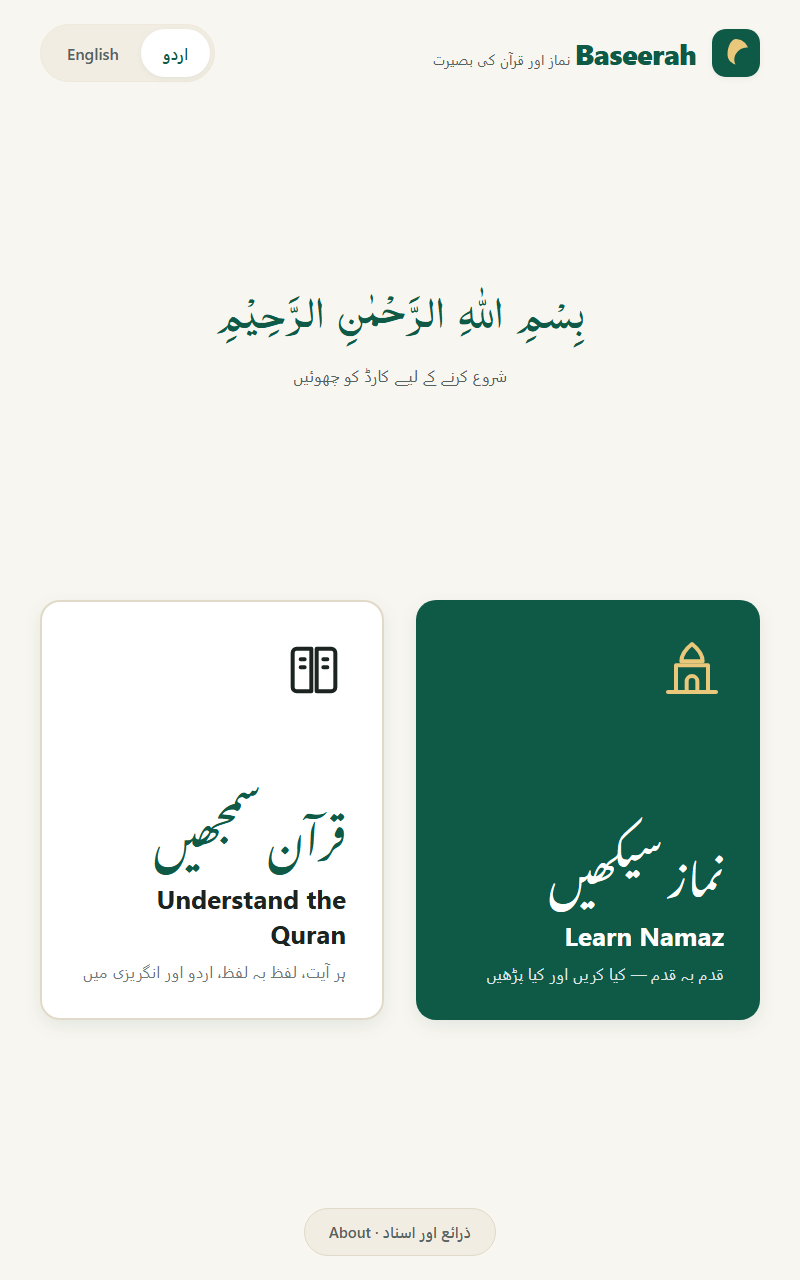 Baseerah نماز اور قرآن کی بصیرت
اردو English
بِسْمِ اللّٰهِ الرَّحْمٰنِ الرَّحِيْمِ
شروع کرنے کے لیے کارڈ کو چھوئیں
نماز سیکھیں
Learn Namaz
قدم بہ قدم — کیا کریں اور کیا پڑھیں
قرآن سمجھیں
Understand the
Quran
ہر آیت، لفظ بہ لفظ، اردو اور انگریزی میں
ذرائع اور اسناد · About